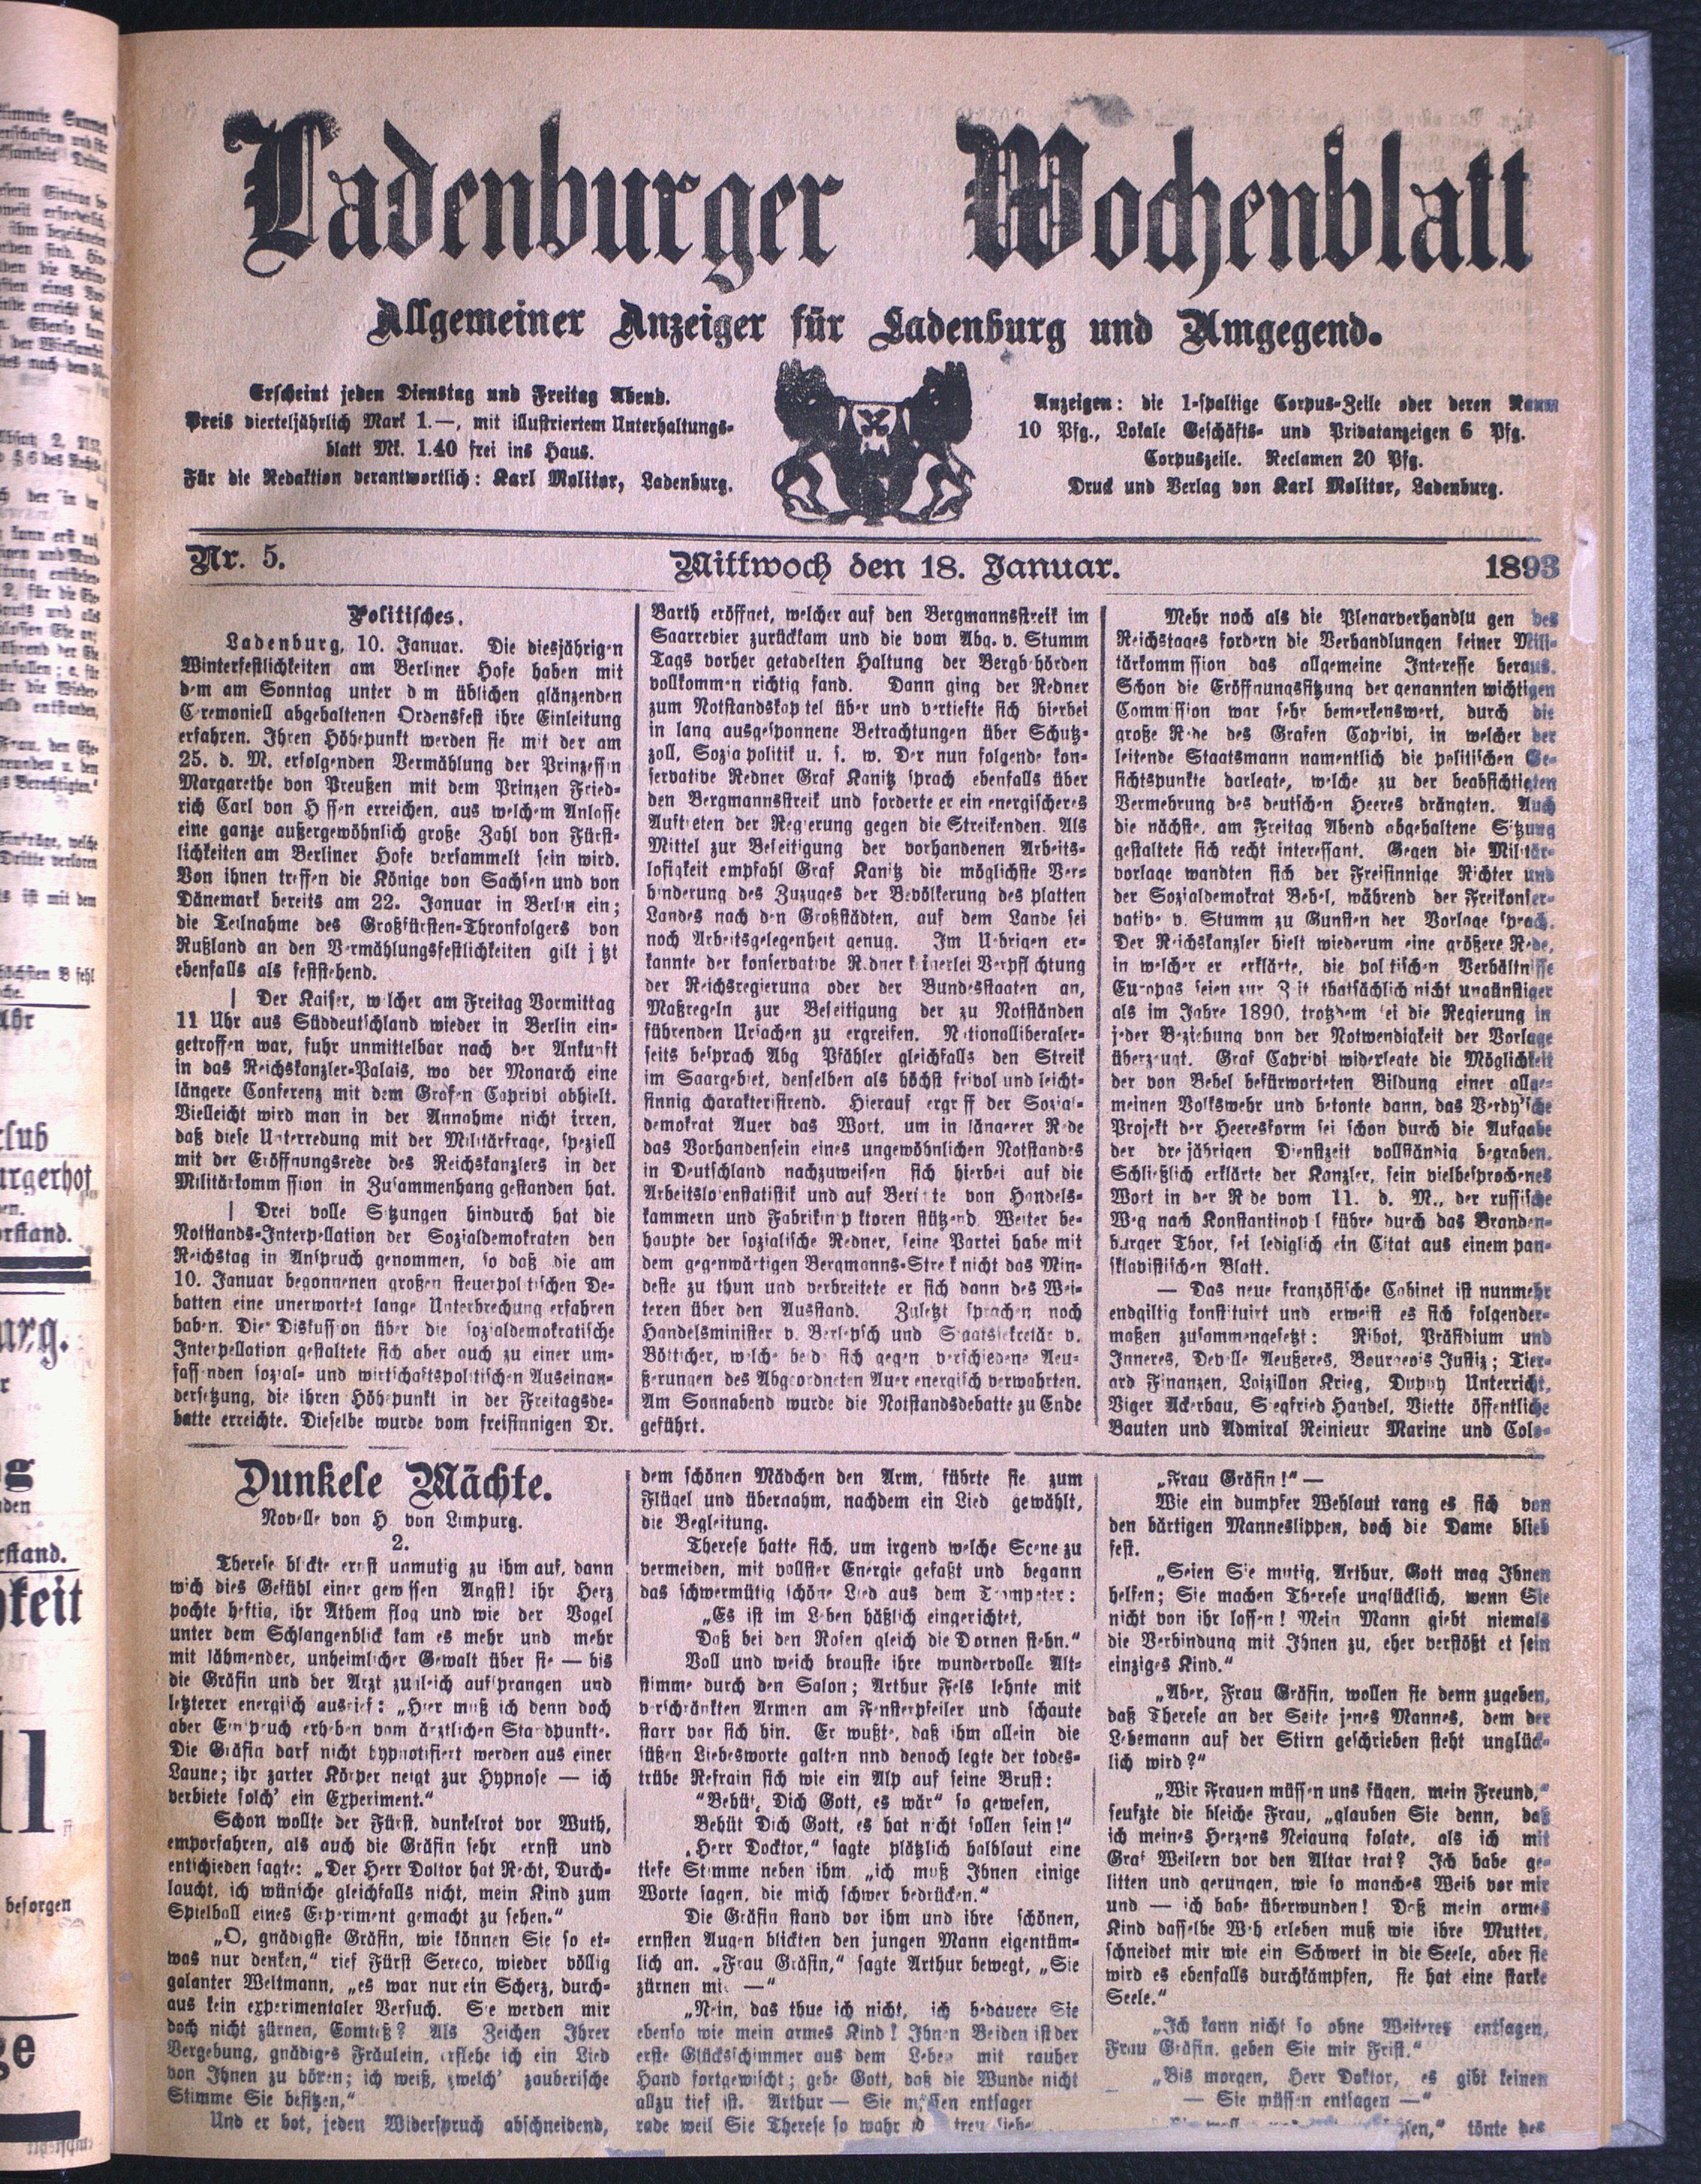 Ladenburger Wochenblatt
Allgemeiner Anzeiger für Ladenburg und Umgegend.
Erscheint jeden Dienstag und Freitag Abend.
Preis vierteljährlich Mark 1.—, mit illustriertem Unterhaltungs-
blatt Mk. 1.40 frei ins Haus.
Für die Redaktion verantwortlich: Karl Molitor, Ladenburg.
Anzeigen: die 1-spaltige Corpus-Zeile oder deren Raum
10 Pfg., Lokale Geschäfts- und Privatanzeigen 6 Pfg.
Corpuszeile. Reclamen 20 Pfg.
Druck und Verlag von Karl Molitor, Ladenburg.
Nr. 5.
Mittwoch den 18. Januar.
1893
Politisches.
Ladenburg, 10. Januar. Die diesjährigen
Winterfestlichkeiten am Berliner Hofe haben mit
dem am Sonntag unter d m üblichen glänzenden
C remoniell abgehaltenen Ordensfest ihre Einleitung
erfahren. Ihren Höhepunkt werden sie mit der am
25. d. M. erfolgenden Vermählung der Prinzessin
Margarethe von Preußen mit dem Prinzen Fried-
rich Carl von H ssen erreichen, aus welchem Anlasse
eine ganze außergewöhnlich große Zahl von Fürst-
lichkeiten am Berliner Hofe versammelt sein wird.
Von ihnen treffen die Könige von Sachsen und von
Dänemark bereits am 22. Januar in Berlin ein;
die Teilnahme des Großfürsten-Thronfolgers von
Rußland an den Vermählungsfestlichkeiten gilt j tzt
ebenfalls als feststehend.
| Der Kaiser, w lcher am Freitag Vormittag
11 Uhr aus Süddeutschland wieder in Berlin ein-
getroffen war, fuhr unmittelbar nach der Ankunft
in das Reichskanzler-Palais, wo der Monarch eine
längere Conferenz mit dem Grafen Caprivi abhielt.
Vielleicht wird man in der Annahme nicht irren,
daß diese Unterredung mit der Militärfrage, speziell
mit der Eröffnungsrede des Reichskanzlers in der
Militärkomm ssion in Zusammenhang gestanden hat.
| Drei volle Sitzungen hindurch hat die
Notstands-Interpellation der Sozialdemokraten den
Reichstag in Anspruch genommen, so daß die am
10. Januar begonnenen großen steuerpol tischen De-
batten eine unerwartet lange Unterbrechung erfahren
haben. Die Diskussion über die sozialdemokratische
Interpellation gestaltete sich aber auch zu einer um-
fassenden sozial- und wirtschaftspolitischen Auseinan-
dersetzung, die ihren Höhepunkt in der Freitagsde-
batte erreichte. Dieselbe wurde vom freisinnigen Dr.
Barth eröffnet, welcher auf den Bergmannsstreik im
Saarrevier zurückkam und die vom Abg. v. Stumm
Tags vorher getadelten Haltung der Bergb hörden
vollkommen richtig fand. Dann ging der Redner
zum Notstandskap tel über und vertiefte sich hierbei
in lang ausgesponnene Betrachtungen über Schutz-
zoll, Sozia politik u. s. w. Der nun folgende kon-
servative Redner Graf Kanitz sprach ebenfalls über
den Bergmannsstreik und forderte er ein energischeres
Auftreten der Regierung gegen die Streikenden. Als
Mittel zur Beseitigung der vorhandenen Arbeits-
losigkeit empfahl Graf Kanitz die möglichste Ver-
hinderung des Zuzuges der Bevölkerung des platten
Landes nach den Großstädten, auf dem Lande sei
noch Arbeitsgelegenheit genug. Im Uebrigen er-
kannte der konservative Redner keinerlei Verpfl chtung
der Reichsregierung oder der Bundesstaaten an,
Maßregeln zur Beseitigung der zu Notständen
führenden Ursachen zu ergreifen. Nationalliberaler-
seits besprach Abg Pfähler gleichfalls den Streik
im Saargebiet, denselben als höchst frivol und leicht-
sinnig charakteristrend. Hierauf ergr ff der Sozial-
demokrat Auer das Wort, um in längerer Rede
das Vorhandensein eines ungewöhnlichen Notstandes
in Deutschland nachzuweisen sich hierbei auf die
Arbeitslosenstatistik und auf Beri te von Handels-
kammern und Fabrikinsp ktoren stützend. Weiter be-
haupte der sozialische Redner, seine Partei habe mit
dem gegenwärtigen Bergmanns-Stre k nicht das Min-
deste zu thun und verbreitete er sich dann des Wei-
teren über den Ausstand. Zuletzt sprachen noch
Handelsminister v. Berlepsch und Staatssekretär v.
Bötticher, welche beide sich gegen verschiedene Aeu-
ßerungen des Abgeordneten Auer energisch verwahrten.
Am Sonnabend wurde die Notstandsdebatte zu Ende
geführt.
Mehr noch als die Plenarverhandlu gen des
Reichstages fordern die Verhandlungen seiner Mili-
tärkomm ssion das allgemeine Interesse heraus.
Schon die Eröffnungssitzung der genannten wichtigen
Commission war sehr bemerkenswert, durch die
große Rede des Grafen Caprivi, in welcher der
leitende Staatsmann namentlich die politischen Ge-
sichtspunkte darlegte, welche zu der beabsichtigten
Vermehrung des deutschen Heeres drängten. Auch
die nächste, am Freitag Abend abgehaltene Sitzung
gestaltete sich recht interessant. Gegen die Militär-
vorlage wandten sich der Freisinnige Richter und
der Sozialdemokrat Bebel, während der Freikonser-
vative v. Stumm zu Gunsten der Vorlage sprach.
Der Reichskanzler hielt wiederum eine größere Rede,
in welcher er erklärte, die pol tischen Verhältnisse
Europas seien zur Z it thatsächlich nicht ungünstiger
als im Jahre 1890, trotzdem sei die Regierung in
jeder Beziehung von der Notwendigkeit der Vorlage
überzeugt. Graf Caprivi widerlegte die Möglichkeit
der von Bebel befürworteten Bildung einer allge-
meinen Volkswehr und betonte dann, das Verdy'sche
Projekt der Heeresform sei schon durch die Aufgabe
der dreijährigen Dienstzeit vollständig begraben.
Schließlich erklärte der Kanzler, sein vielbesprochenes
Wort in der Rede vom 11. d. M., der russische
Weg nach Konstantinop l führe durch das Branden-
burger Thor, sei lediglich ein Citat aus einem pan-
sklavistischen Blatt.
— Das neue französische Cabinet ist nunmehr
endgiltig konstituirt und erweist es sich folgender-
maßen zusammengesetzt: Ribot, Präsidium und
Inneres, Develle Aeußeres, Bourgeois Justiz; Tier-
ard Finanzen, Loizillon Krieg, Dupuy Unterricht,
Viger Ackerbau, Siegfried Handel, Viette öffentliche
Bauten und Admiral Reinieur Marine und Colo-
Dunkele Mächte.
Novelle von H. von Limpurg.
2.
Therese blickte ernst unmutig zu ihm auf, dann
wich dies Gefühl einer gewissen Angst! ihr Herz
pochte heftig, ihr Athem flog und wie der Vogel
unter dem Schlangenblick kam es mehr und mehr
mit lähmender, unheimlicher Gewalt über sie — bis
die Gräfin und der Arzt zugleich aufsprangen und
letzterer energisch ausrief: „Hier muß ich denn doch
aber Einspruch erheben vom ärztlichen Standpunkte.
Die Gräfin darf nicht hypnotisiert werden aus einer
Laune; ihr zarter Körper neigt zur Hypnose — ich
verbiete solch' ein Experiment.“
Schon wollte der Fürst, dunkelrot vor Wuth,
emporfahren, als auch die Gräfin sehr ernst und
entschieden sagte: „Der Herr Doltor hat Recht, Durch-
laucht, ich wünsche gleichfalls nicht, mein Kind zum
Spielball eines Experiment gemacht zu sehen.“
„O, gnädigste Gräfin, wie können Sie so et-
was nur denken,“ rief Fürst Sereco, wieder völlig
galanter Weltmann, „es war nur ein Scherz, durch-
aus kein experimentaler Versuch. Sie werden mir
doch nicht zürnen, Comteß? Als Zeichen Ihrer
Vergebung, gnädiges Fräulein, erflehe ich ein Lied
von Ihnen zu hören; ich weiß, welch' zauberische
Stimme Sie besitzen,“
Und er bot, jeden Widerspruch abschneidend,
dem schönen Mädchen den Arm, führte sie zum
Flügel und übernahm, nachdem ein Lied gewählt,
die Begleitung.
Therese hatte sich, um irgend welche Scene zu
vermeiden, mit vollster Energie gefaßt und begann
das schwermütig schöne Lied aus dem Trompeter:
„Es ist im Leben häßlich eingerichtet,
Daß bei den Rosen gleich die Dornen stehn.“
Voll und weich brauste ihre wundervolle Alt-
stimme durch den Salon; Arthur Fels lehnte mit
verschränkten Armen am Fensterpfeiler und schaute
starr vor sich hin. Er wußte, daß ihm allein die
süßen Liebesworte galten nnd denoch legte der todes-
trübe Refrain sich wie ein Alp auf seine Brust:
“Behüt, Dich Gott, es wär“ so gewesen,
Behüt Dich Gott, es hat nicht sollen sein!“
„Herr Docktor,“ sagte plötzlich halblaut eine
tiefe Stimme neben ihm „ich muß Ihnen einige
Worte sagen, die mich schwer bedrücken.“
Die Gräfin stand vor ihm und ihre schönen,
ernsten Augen blickten den jungen Mann eigentüm-
lich an. „Frau Gräfin,“ sagte Arthur bewegt, „Sie
zürnen mir —“
„Nein, das thue ich nicht, ich bedauere Sie
ebenso wie mein armes Kind! Ihnen Beiden ist der
erste Glücksschimmer aus dem Leben mit rauher
Hand fortgewischt; gebe Gott, daß die Wunde nicht
allzu tief ist. Arthur — Sie müssen entsagen
rade weil Sie Therese so wahr treu liebe
„Frau Gräfin!“ —
Wie ein dumpfer Wehlaut rang es sich von
den bärtigen Manneslippen, doch die Dame blieb
fest.
„Seien Sie mutig, Arthur, Gott mag Ihnen
helfen; Sie machen Therese unglücklich, wenn Sie
nicht von ihr lassen! Mein Mann giebt niemals
die Verbindung mit Ihnen zu, eher verstößt et sein
einziges Kind.“
„Aber, Frau Gräfin, wollen sie denn zugeben,
daß Therese an der Seite jenes Mannes, dem der
Lebemann auf der Stirn geschrieben steht unglück-
lich wird?“
„Wir Frauen müssen uns fügen, mein Freund,“
seufzte die bleiche Frau, „glauben Sie denn, daß
ich meines Herzens Neigung folgte, als ich mit
Graf Weilern vor den Altar trat? Ich habe ge-
litten und gerungen, wie so manches Weib vor mir
und — ich habe überwunden! Daß mein armes
Kind dasselbe Weh erleben muß wie ihre Mutter,
schneidet mir wie ein Schwert in die Seele, aber sie
wird es ebenfalls durchkämpfen, sie hat eine starke
Seele.“
„Ich kann nicht so ohne Weiteres entsagen,
Frau Gräfin, geben Sie mir Frist.“
„Bis morgen, Herr Doktor, es gibt keinen
— Sie müssen entsagen —“
tönte des